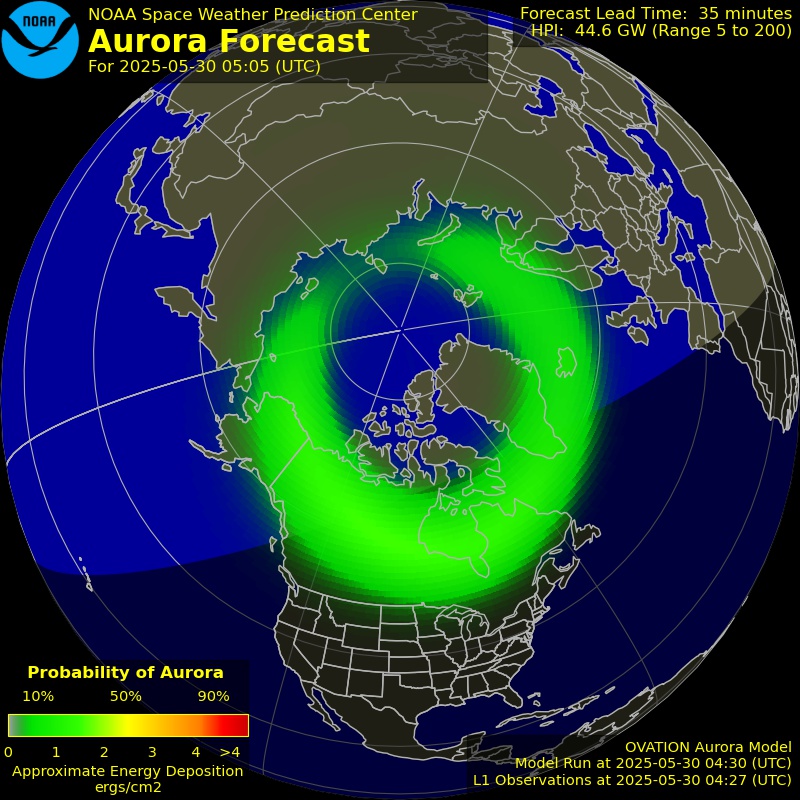 NOAA
NOAA Space Weather Prediction Center
Aurora Forecast
For 2025-05-30 05:05 (UTC)
Forecast Lead Time: 35 minutes
HPI: 44.6 GW (Range 5 to 200)
Probability of Aurora
10% 50% 90%
0 1 2 3 4 >4
Approximate Energy Deposition
ergs/cm2
OVATION Aurora Model
Model Run at 2025-05-30 04:30 (UTC)
L1 Observations at 2025-05-30 04:27 (UTC)